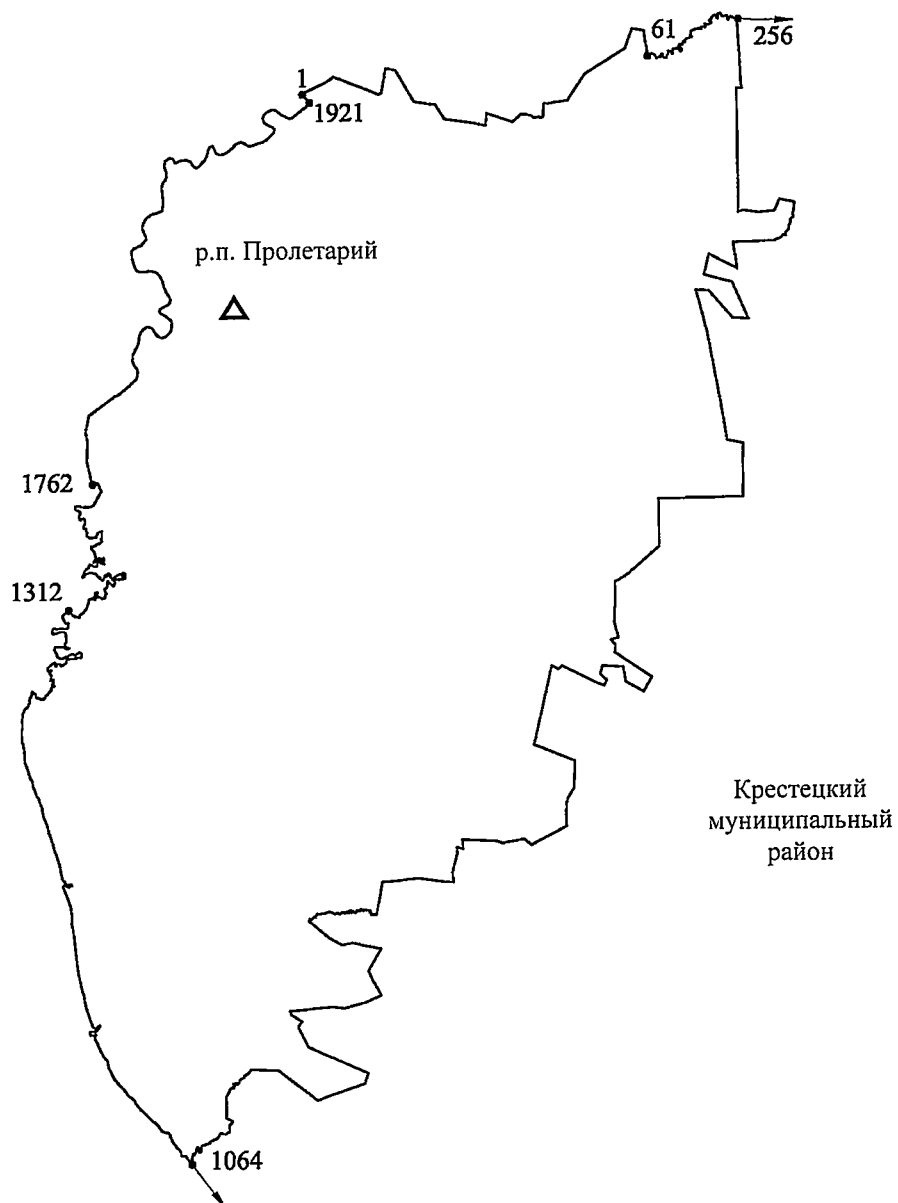 61
256
1
1921
р.п. Пролетарий
1762
1312
Крестецкий
муниципальный
район
1064